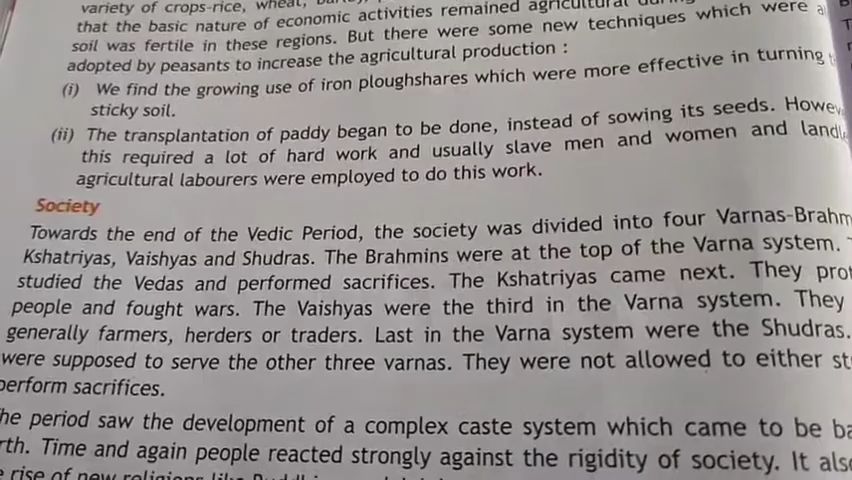 variety of crops-rice, wheat,
that the basic nature of economic activities remained agricultural
soil was fertile in these regions. But there were some new techniques which were
adopted by peasants to increase the agricultural production :
(i) We find the growing use of iron ploughshares which were more effective in turning
sticky soil.
(ii) The transplantation of paddy began to be done, instead of sowing its seeds. Howev
this required a lot of hard work and usually slave men and women and landl
agricultural labourers were employed to do this work.
Society
Towards the end of the Vedic Period, the society was divided into four Varnas-Brahm
Kshatriyas, Vaishyas and Shudras. The Brahmins were at the top of the Varna system.
studied the Vedas and performed sacrifices. The Kshatriyas came next. They prot
people and fought wars. The Vaishyas were the third in the Varna system. They
generally farmers, herders or traders. Last in the Varna system were the Shudras.
were supposed to serve the other three varnas. They were not allowed to either st
perform sacrifices.
he period saw the development of a complex caste system which came to be ba
rth. Time and again people reacted strongly against the rigidity of society. It also
rise of new religions like